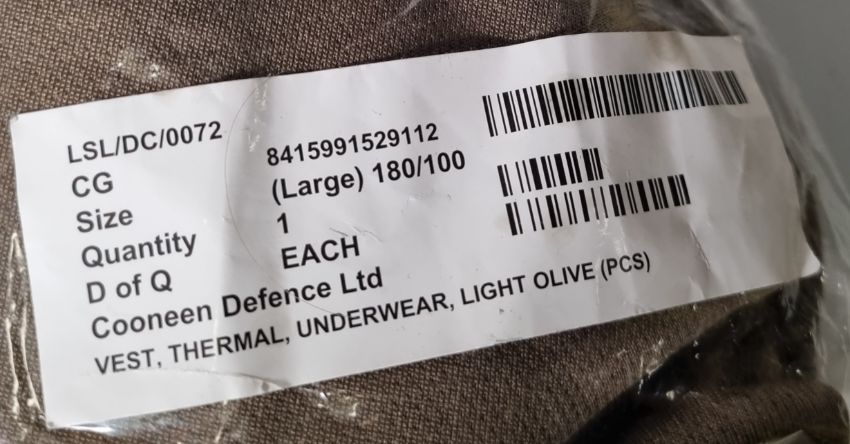 LSL/DC/0072
CG 8415991529112
Size (Large) 180/100
Quantity 1
D of Q EACH
Cooneen Defence Ltd
VEST, THERMAL, UNDERWEAR, LIGHT OLIVE (PCS)